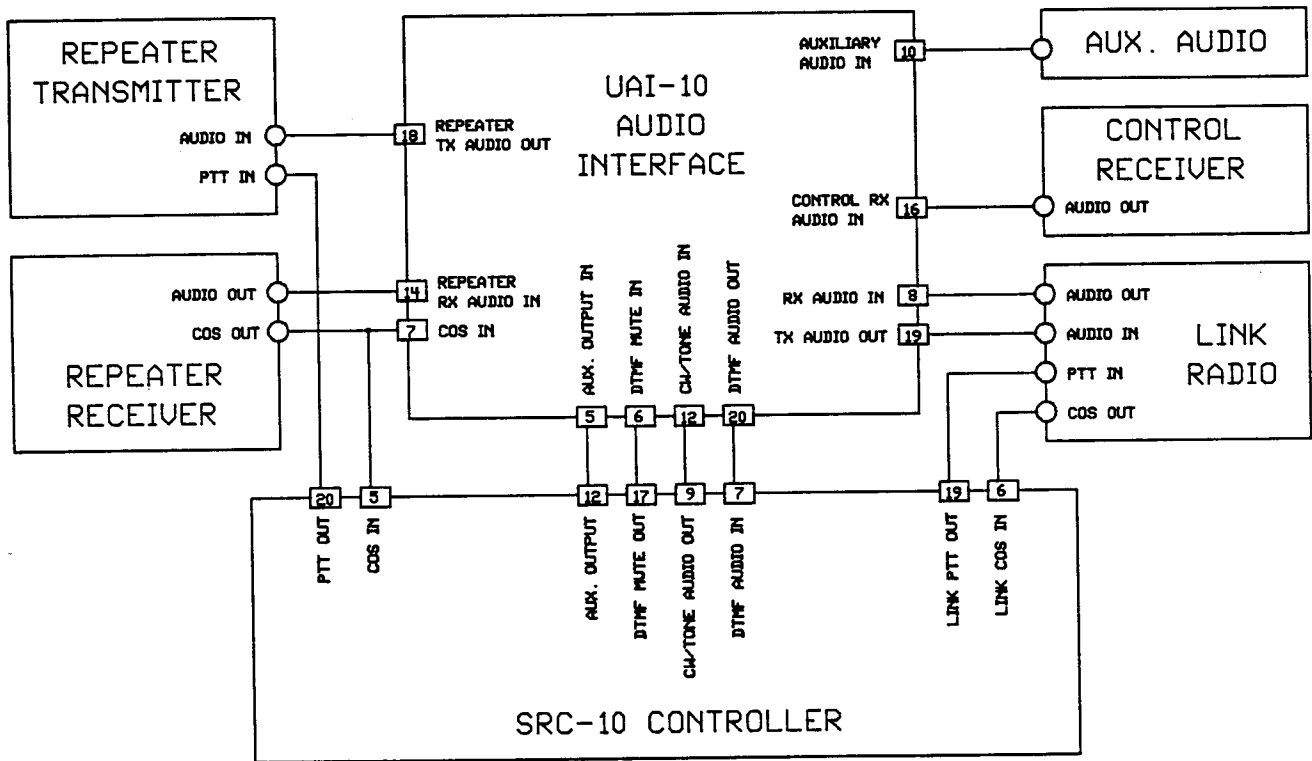 REPEATER
TRANSMITTER
AUDIO IN
PTT IN
REPEATER
RECEIVER
AUDIO OUT
COS OUT
UAI-10
AUDIO
INTERFACE
18
REPEATER
TX AUDIO OUT
14
REPEATER
RX AUDIO IN
7
COS IN
AUXILIARY
AUDIO IN
10
CONTROL RX
AUDIO IN
16
RX AUDIO IN
8
TX AUDIO OUT
19
AUX. OUTPUT IN
DTMF MUTE IN
CW/TONE AUDIO IN
DTMF AUDIO OUT
5
6
12
20
AUX. AUDIO
CONTROL
RECEIVER
AUDIO OUT
LINK
RADIO
AUDIO OUT
AUDIO IN
PTT IN
COS OUT
20
5
12
17
9
7
19
6
PTT OUT
COS IN
AUX. OUTPUT
DTMF MUTE OUT
CW/TONE AUDIO OUT
DTMF AUDIO IN
LINK PTT OUT
LINK COS IN
SRC-10 CONTROLLER